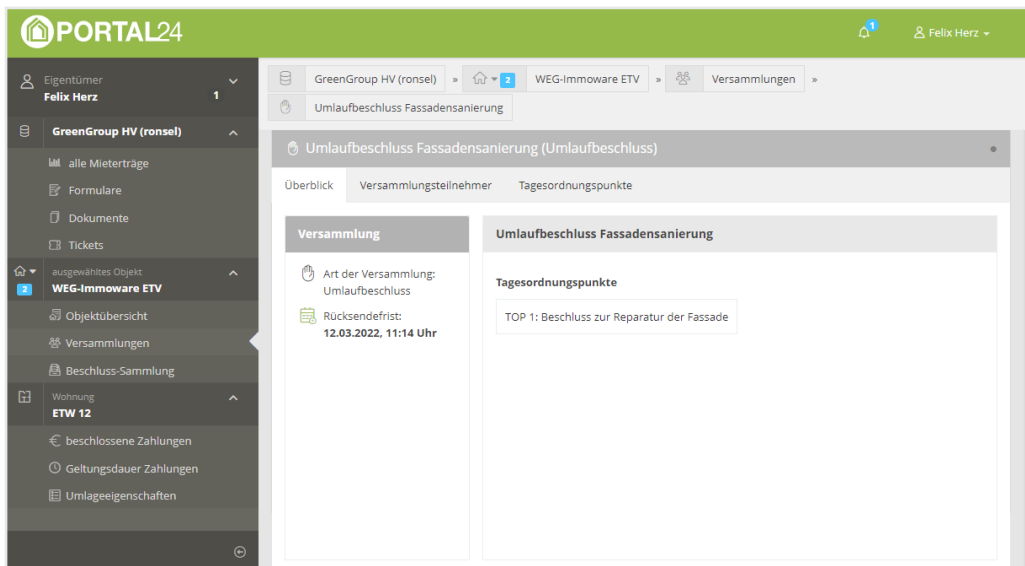 PORTAL24
1
Felix Herz
Eigentümer
Felix Herz 1
GreenGroup HV (ronsel)
alle Mieterträge
Formulare
Dokumente
Tickets
ausgewähltes Objekt
2 WEG-Immoware ETV
Objektübersicht
Versammlungen
Beschluss-Sammlung
Wohnung
ETW 12
€ beschlossene Zahlungen
Geltungsdauer Zahlungen
Umlageeigenschaften
GreenGroup HV (ronsel) » 2 WEG-Immoware ETV » Versammlungen »
Umlaufbeschluss Fassadensanierung
Umlaufbeschluss Fassadensanierung (Umlaufbeschluss)
Überblick Versammlungsteilnehmer Tagesordnungspunkte
Versammlung
Art der Versammlung:
Umlaufbeschluss
Rücksendefrist:
12.03.2022, 11:14 Uhr
Umlaufbeschluss Fassadensanierung
Tagesordnungspunkte
TOP 1: Beschluss zur Reparatur der Fassade